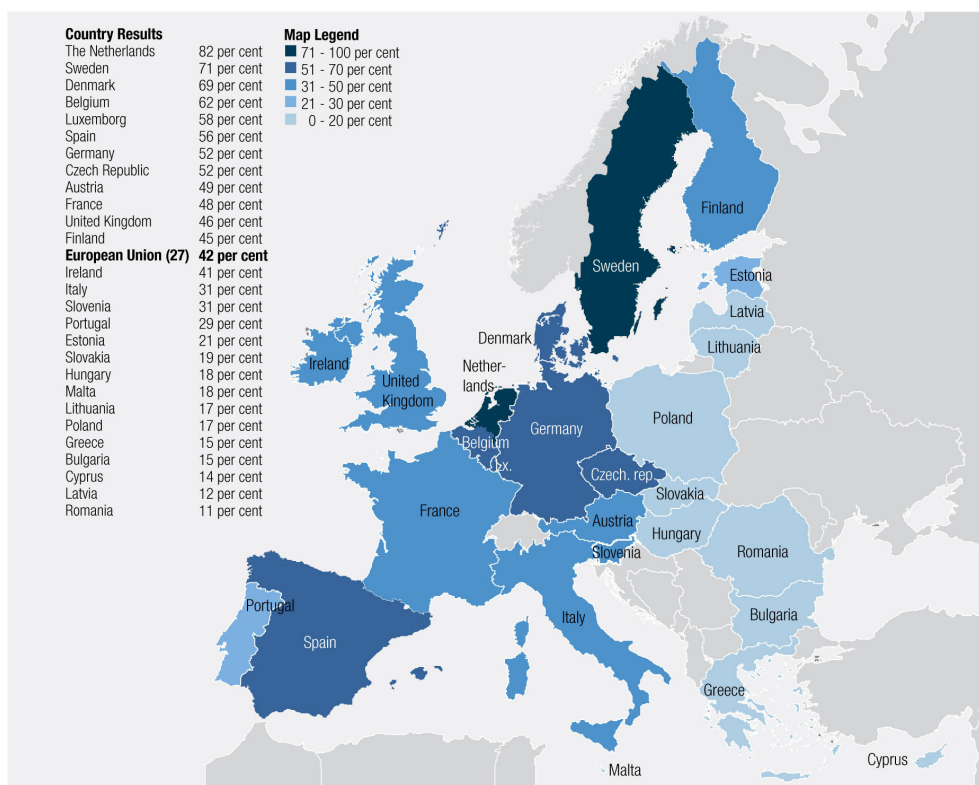 Country Results
The Netherlands 82 per cent
Sweden 71 per cent
Denmark 69 per cent
Belgium 62 per cent
Luxemborg 58 per cent
Spain 56 per cent
Germany 52 per cent
Czech Republic 52 per cent
Austria 49 per cent
France 48 per cent
United Kingdom 46 per cent
Finland 45 per cent
European Union (27) 42 per cent
Ireland 41 per cent
Italy 31 per cent
Slovenia 31 per cent
Portugal 29 per cent
Estonia 21 per cent
Slovakia 19 per cent
Hungary 18 per cent
Malta 18 per cent
Lithuania 17 per cent
Poland 17 per cent
Greece 15 per cent
Bulgaria 15 per cent
Cyprus 14 per cent
Latvia 12 per cent
Romania 11 per cent
Map Legend
71 - 100 per cent
51 - 70 per cent
31 - 50 per cent
21 - 30 per cent
0 - 20 per cent
Finland
Sweden
Estonia
Latvia
Lithuania
Denmark
Nether-
lands
Ireland
United
Kingdom
Belgium
Lx.
Germany
Poland
Czech. rep.
Slovakia
France
Austria
Hungary
Slovenia
Romania
Portugal
Spain
Italy
Bulgaria
Greece
Malta
Cyprus